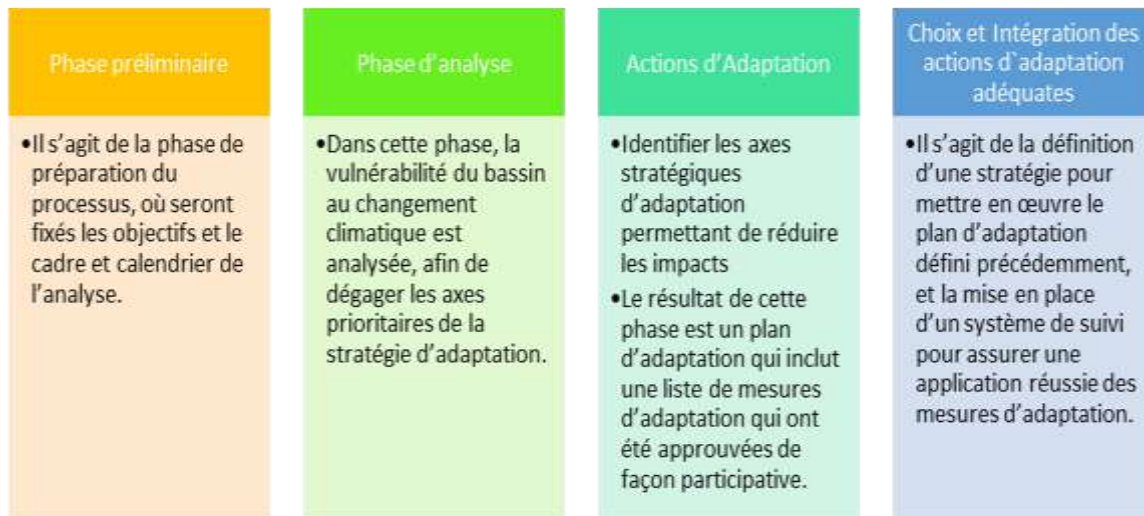 Phase préliminaire
•Il s’agit de la phase de
préparation du
processus, où seront
fixés les objectifs et le
cadre et calendrier de
l’analyse.
Phase d’analyse
•Dans cette phase, la
vulnérabilité du bassin
au changement
climatique est
analysée, afin de
dégager les axes
prioritaires de la
stratégie d’adaptation.
Actions d’Adaptation
•Identifier les axes
stratégiques
d’adaptation
permettant de réduire
les impacts
•Le résultat de cette
phase est un plan
d’adaptation qui inclut
une liste de mesures
d’adaptation qui ont
été approuvées de
façon participative.
Choix et Intégration des
actions d`adaptation
adéquates
•Il s’agit de la définition
d’une stratégie pour
mettre en œuvre le
plan d’adaptation
défini précédemment,
et la mise en place
d’un système de suivi
pour assurer une
application réussie des
mesures d’adaptation.